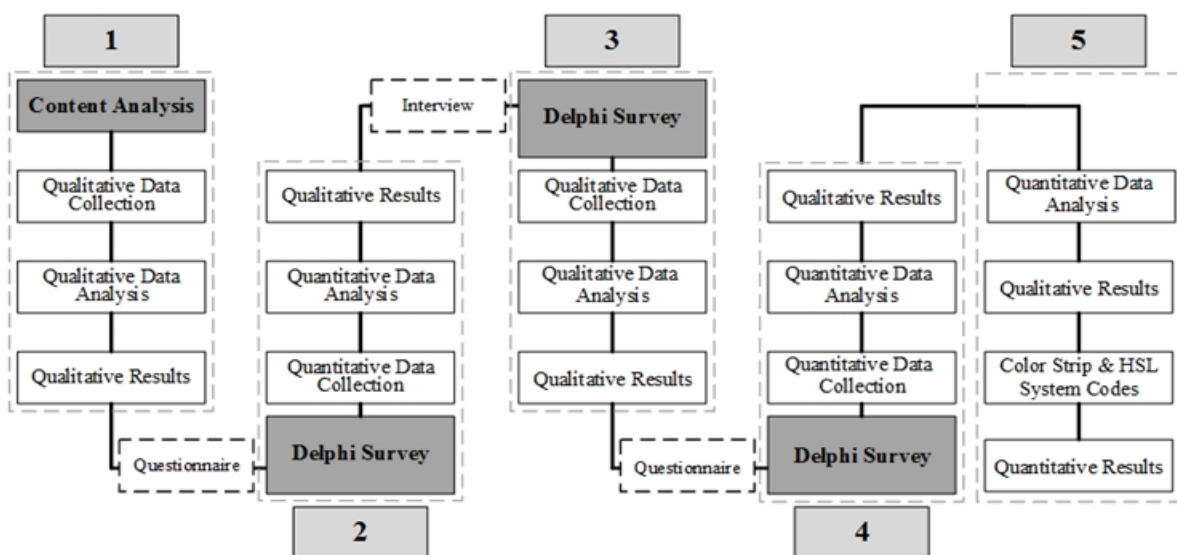 1
Content Analysis
Qualitative Data
Collection
Qualitative Data
Analysis
Qualitative Results
Questionnaire
2
Delphi Survey
Quantitative Data
Collection
Quantitative Data
Analysis
Qualitative Results
Interview
3
Delphi Survey
Qualitative Data
Collection
Qualitative Data
Analysis
Qualitative Results
Questionnaire
4
Delphi Survey
Quantitative Data
Collection
Quantitative Data
Analysis
Qualitative Results
5
Quantitative Data
Analysis
Qualitative Results
Color Strip & HSL
System Codes
Quantitative Results